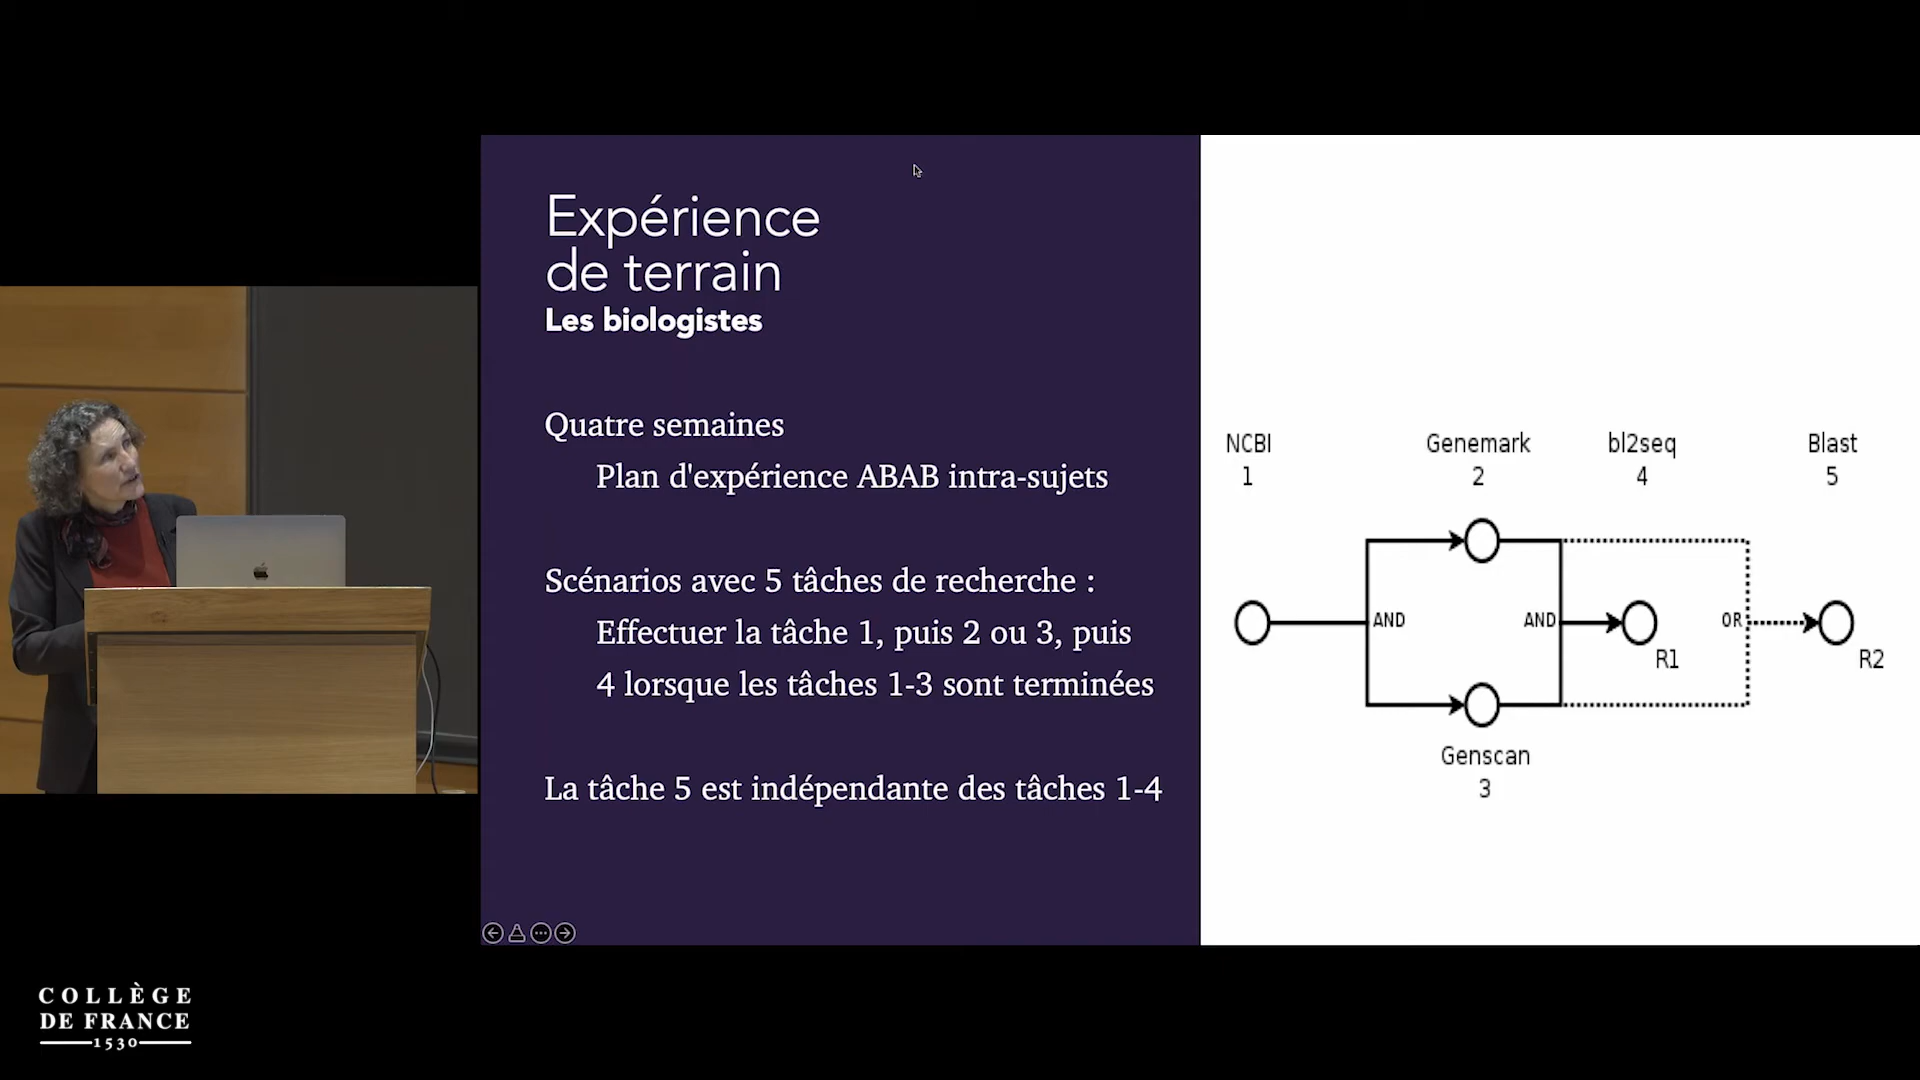 Expérience
de terrain
Les biologistes
Quatre semaines
Plan d'expérience ABAB intra-sujets
Scénarios avec 5 tâches de recherche :
Effectuer la tâche 1, puis 2 ou 3, puis
4 lorsque les tâches 1-3 sont terminées
La tâche 5 est indépendante des tâches 1-4
NCBI
1
Genemark
2
bl2seq
4
Blast
5
AND
AND
OR
R1
R2
Genscan
3
COLLÈGE
DE FRANCE
1530